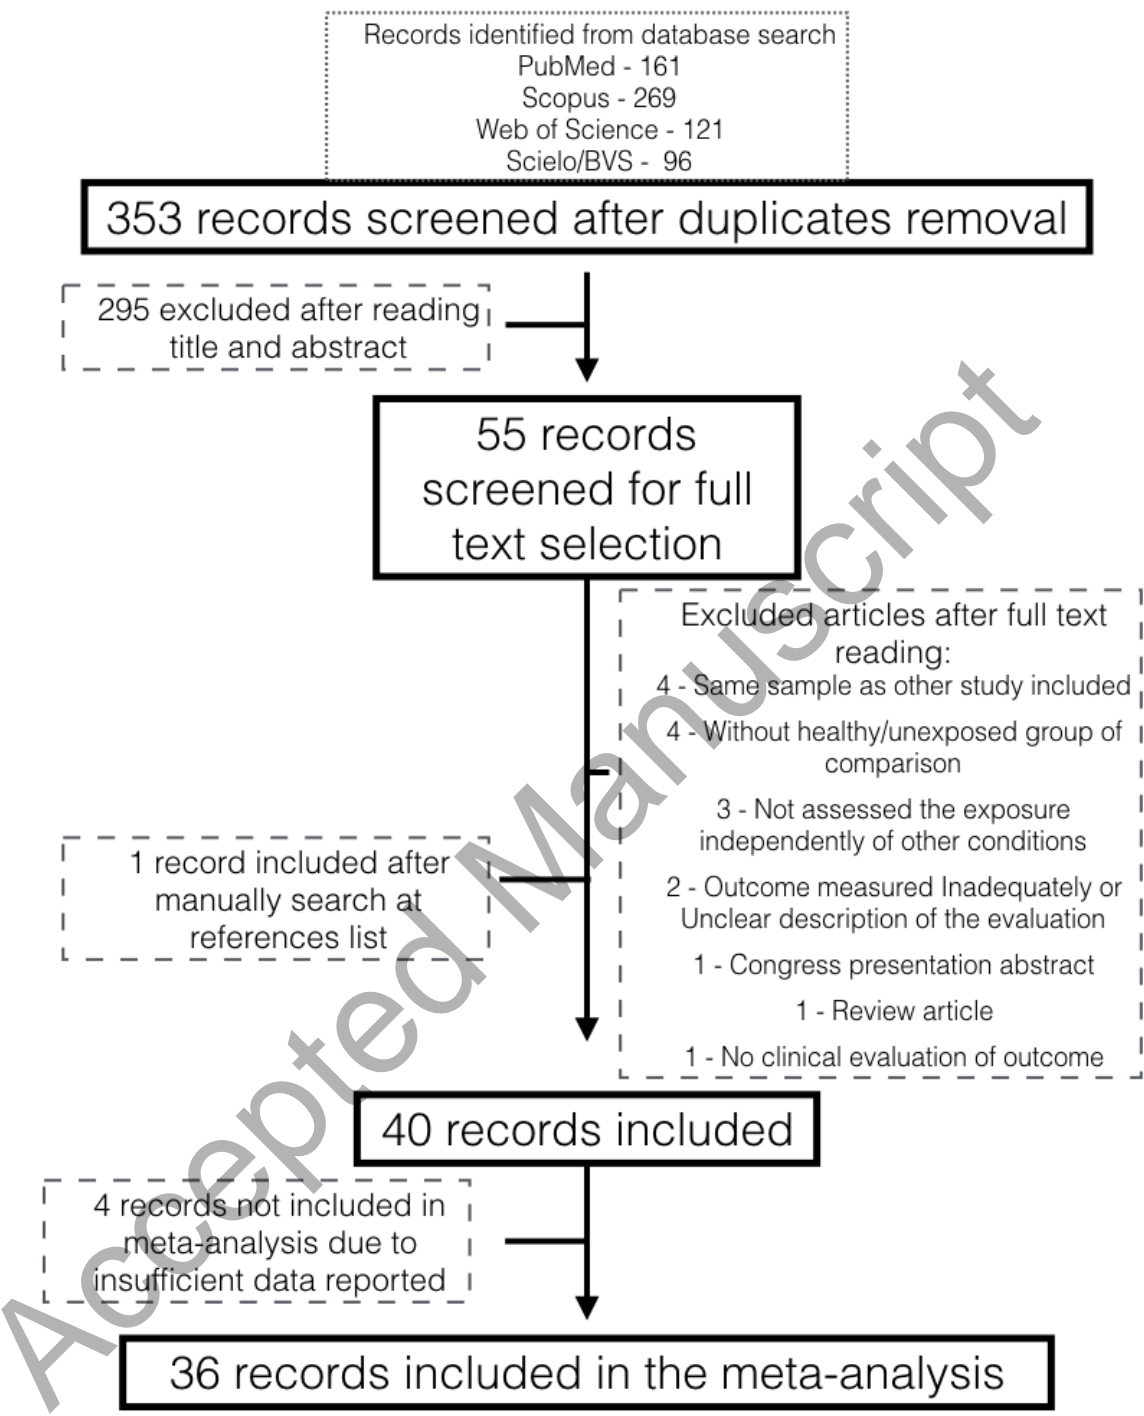 Records identified from database search
PubMed - 161
Scopus - 269
Web of Science - 121
Scielo/BVS - 96
353 records screened after duplicates removal
295 excluded after reading
title and abstract
55 records
screened for full
text selection
Excluded articles after full text
reading:
4 - Same sample as other study included
4 - Without healthy/unexposed group of
comparison
3 - Not assessed the exposure
independently of other conditions
2 - Outcome measured Inadequately or
Unclear description of the evaluation
1 - Congress presentation abstract
1 - Review article
1 - No clinical evaluation of outcome
1 record included after
manually search at
references list
40 records included
4 records not included in
meta-analysis due to
insufficient data reported
36 records included in the meta-analysis
Accepted Manuscript